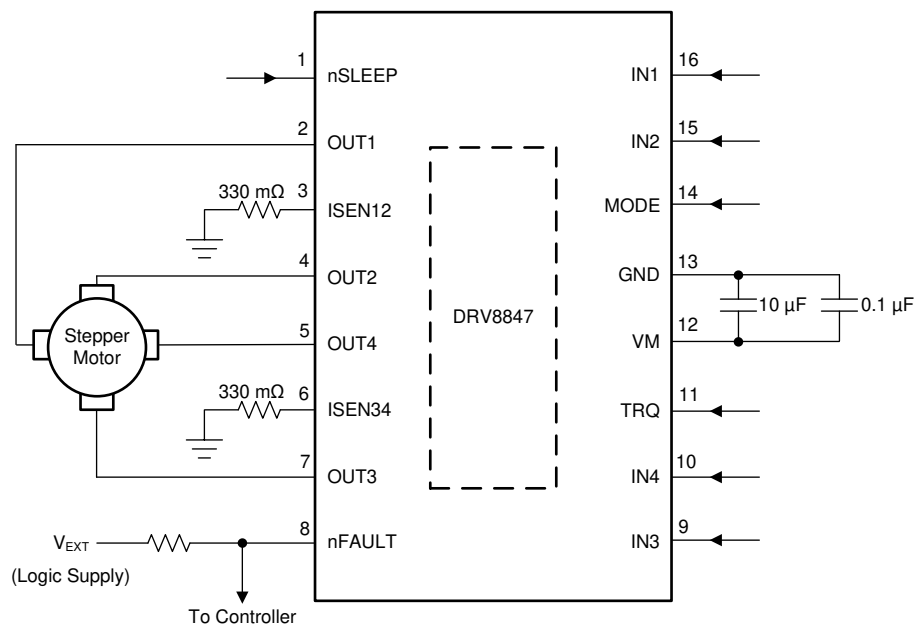 1
nSLEEP
2
OUT1
330 mΩ
3
ISEN12
4
OUT2
Stepper
Motor
5
OUT4
330 mΩ
6
ISEN34
7
OUT3
VEXT
(Logic Supply)
8
nFAULT
To Controller
DRV8847
16
IN1
15
IN2
14
MODE
13
GND
10 µF
0.1 µF
12
VM
11
TRQ
10
IN4
9
IN3